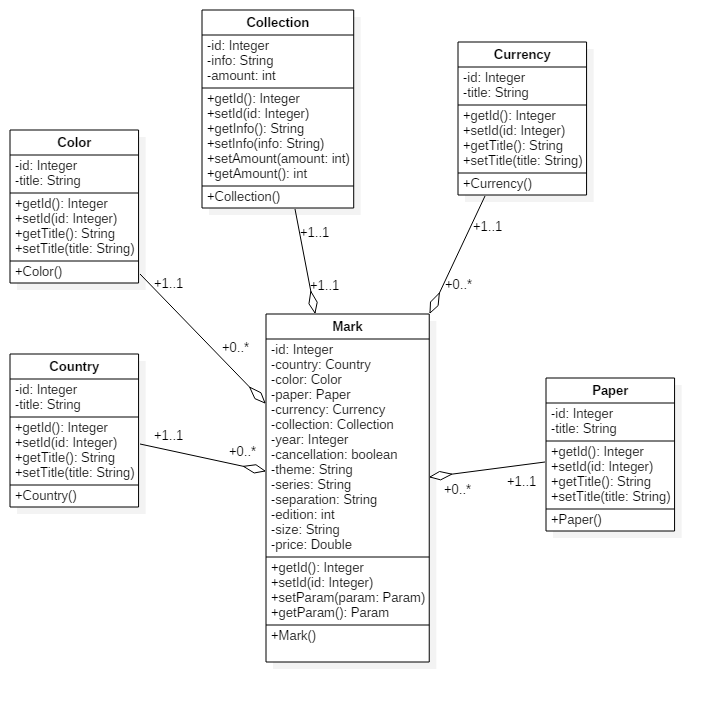 Collection
-id: Integer
-info: String
-amount: int
+getId(): Integer
+setId(id: Integer)
+getInfo(): String
+setInfo(info: String)
+setAmount(amount: int)
+getAmount(): int
+Collection()
Currency
-id: Integer
-title: String
+getId(): Integer
+setId(id: Integer)
+getTitle(): String
+setTitle(title: String)
+Currency()
Color
-id: Integer
-title: String
+getId(): Integer
+setId(id: Integer)
+getTitle(): String
+setTitle(title: String)
+Color()
+1..1
+1..1
+1..1
+0..*
+1..1
+0..*
Country
-id: Integer
-title: String
+getId(): Integer
+setId(id: Integer)
+getTitle(): String
+setTitle(title: String)
+Country()
+1..1
+0..*
Mark
-id: Integer
-country: Country
-color: Color
-paper: Paper
-currency: Currency
-collection: Collection
-year: Integer
-cancellation: boolean
-theme: String
-series: String
-separation: String
-edition: int
-size: String
-price: Double
+getId(): Integer
+setId(id: Integer)
+setParam(param: Param)
+getParam(): Param
+Mark()
Paper
-id: Integer
-title: String
+getId(): Integer
+setId(id: Integer)
+getTitle(): String
+setTitle(title: String)
+Paper()
+1..1
+0..*